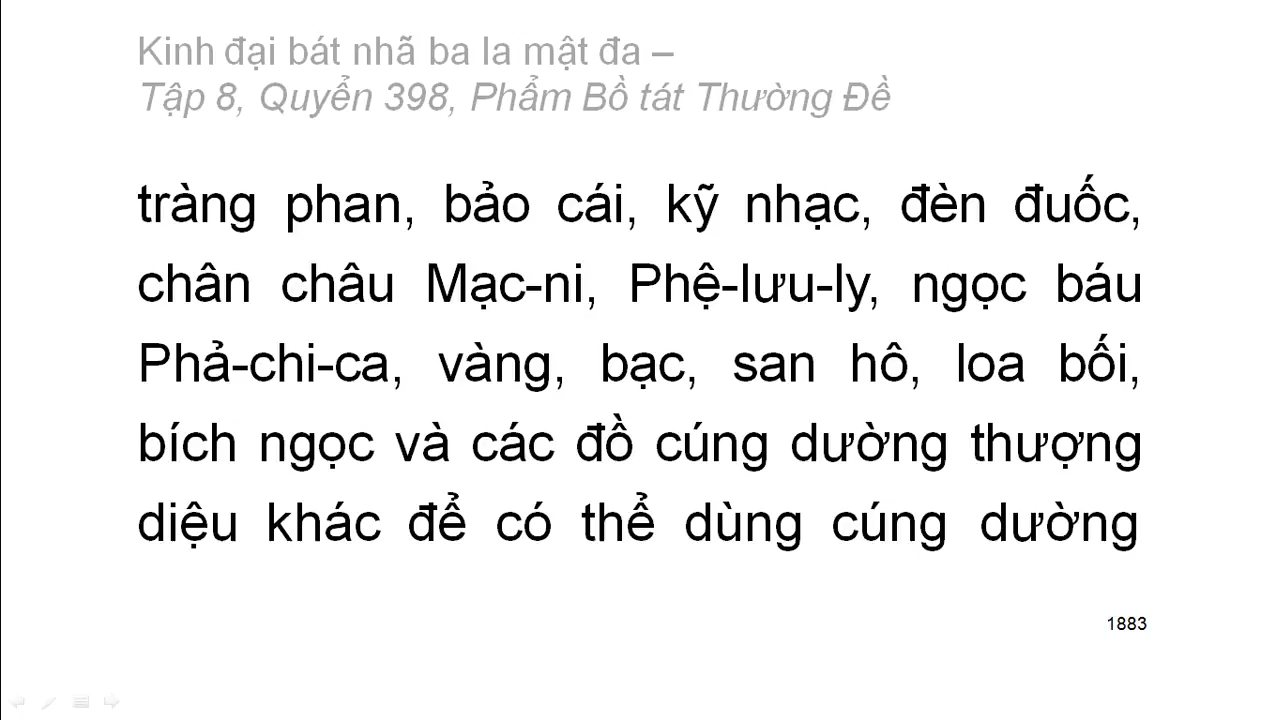 Kinh đại bát nhã ba la mật đa –
Tập 8, Quyển 398, Phẩm Bồ tát Thường Đề
tràng phan, bảo cái, kỹ nhạc, đèn đuốc,
chân châu Mạc-ni, Phệ-lưu-ly, ngọc báu
Phả-chi-ca, vàng, bạc, san hô, loa bối,
bích ngọc và các đồ cúng dường thượng
diệu khác để có thể dùng cúng dường
1883